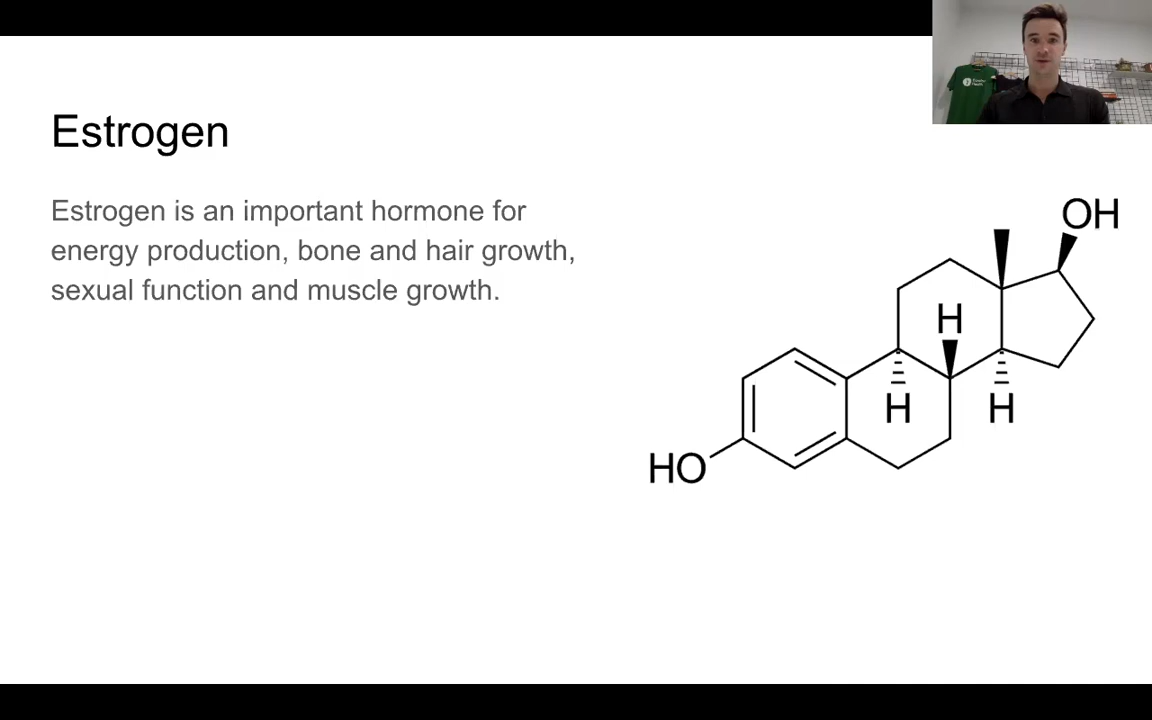 Estrogen
Estrogen is an important hormone for
energy production, bone and hair growth,
sexual function and muscle growth.
OH
H
H
H
HO